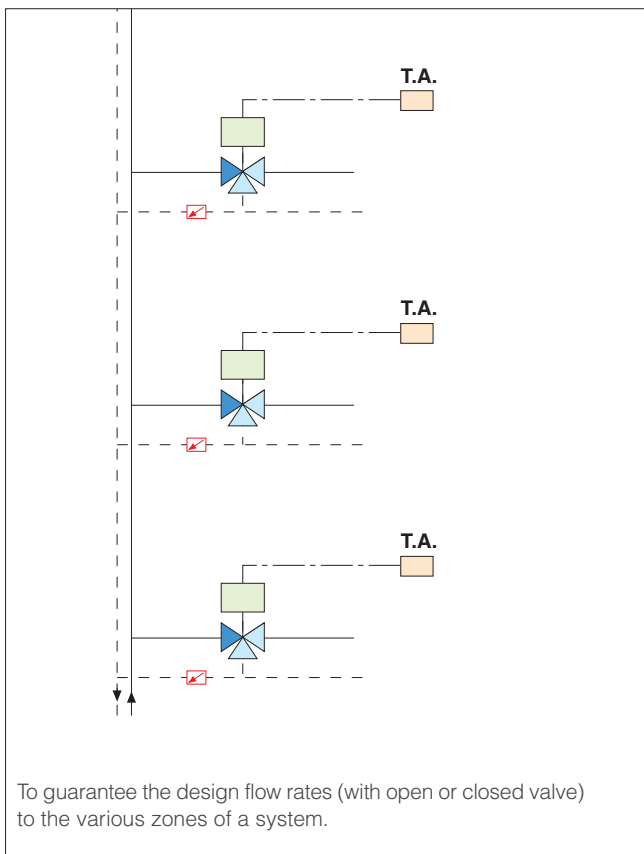 T.A.
T.A.
T.A.
To guarantee the design flow rates (with open or closed valve)
to the various zones of a system.